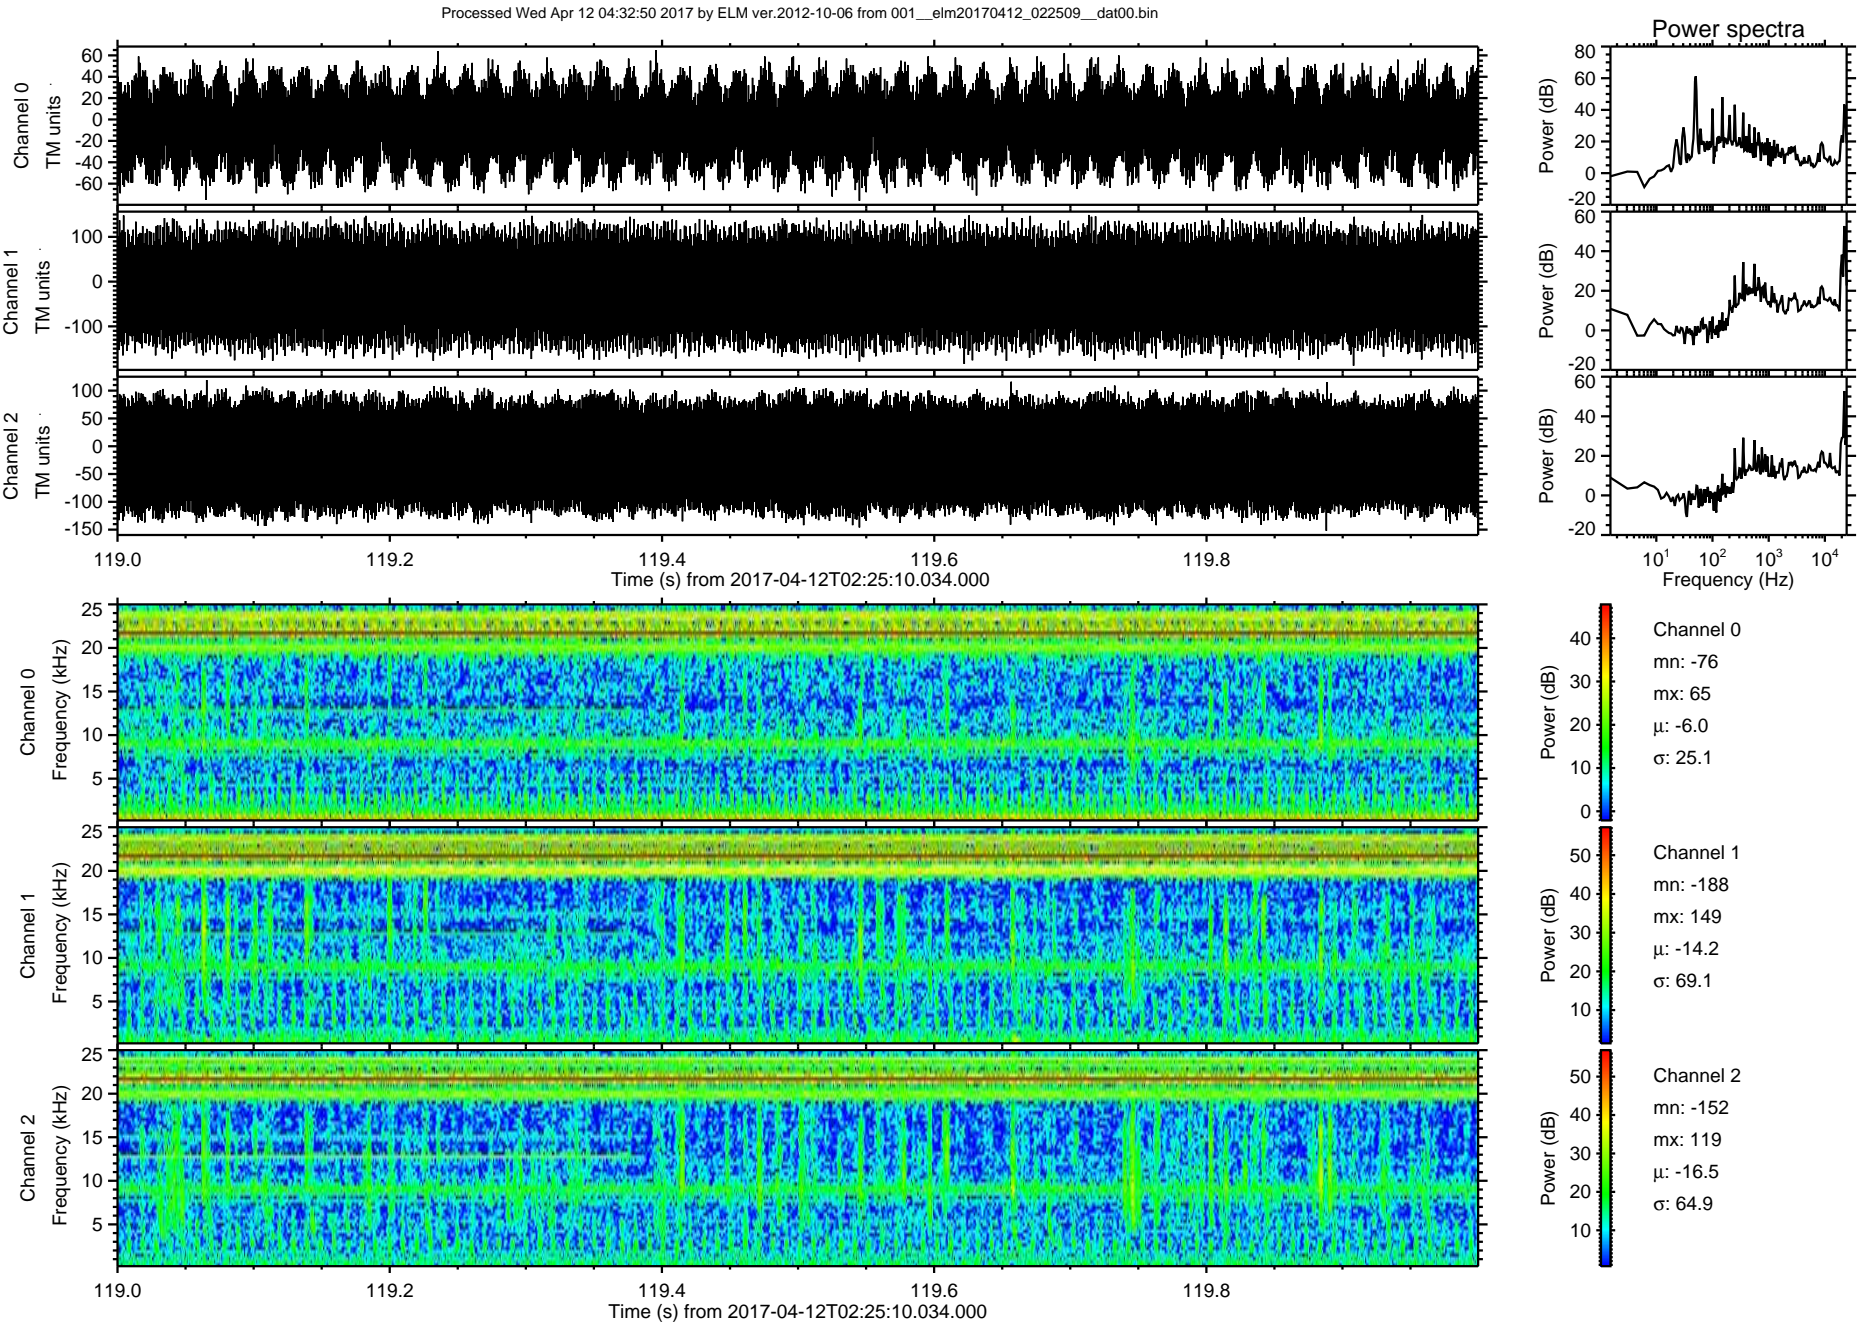 Processed Wed Apr 12 04:32:50 2017 by ELM ver.2012-10-06 from 001__elm20170412_022509__dat00.bin
Power spectra
Channel 0
TM units
60
40
20
0
-20
-40
-60
Power (dB)
80
60
40
20
0
-20
Channel 1
TM units
100
0
-100
Power (dB)
60
40
20
0
-20
Channel 2
TM units
100
50
0
-50
-100
-150
Power (dB)
60
40
20
0
-20
119.0 119.2 119.4 119.6 119.8
Time (s) from 2017-04-12T02:25:10.034.000
10¹ 10² 10³ 10⁴
Frequency (Hz)
Channel 0
Frequency (kHz)
25
20
15
10
5
Power (dB)
40
30
20
10
0
Channel 0
mn: -76
mx: 65
μ: -6.0
σ: 25.1
Channel 1
Frequency (kHz)
25
20
15
10
5
Power (dB)
50
40
30
20
10
Channel 1
mn: -188
mx: 149
μ: -14.2
σ: 69.1
Channel 2
Frequency (kHz)
25
20
15
10
5
Power (dB)
50
40
30
20
10
Channel 2
mn: -152
mx: 119
μ: -16.5
σ: 64.9
119.0 119.2 119.4 119.6 119.8
Time (s) from 2017-04-12T02:25:10.034.000